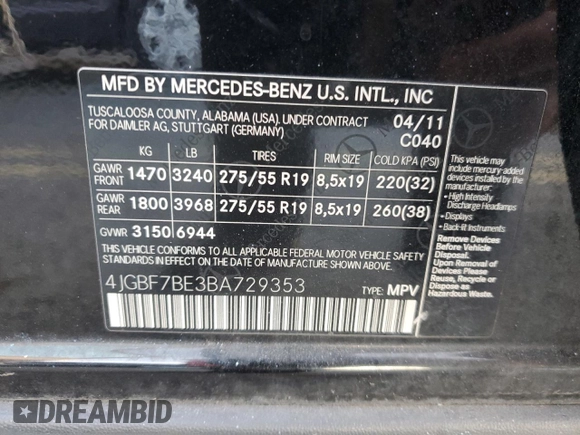 MFD BY MERCEDES-BENZ U.S. INTL., INC
TUSCALOOSA COUNTY, ALABAMA (USA). UNDER CONTRACT 04/11
FOR DAIMLER AG, STUTTGART (GERMANY) C040
KG LB TIRES RIM SIZE COLD KPA (PSI)
GAWR FRONT 1470 3240 275/55 R19 8,5x19 220(32)
GAWR REAR 1800 3968 275/55 R19 8,5x19 260(38)
GVWR 3150 6944
THIS VEHICLE CONFORMS TO ALL APPLICABLE FEDERAL MOTOR VEHICLE SAFETY
STANDARDS IN EFFECT ON THE DATE OF MANUFACTURE SHOWN ABOVE.
4JGBF7BE3BA729353 TYPE: MPV
This vehicle may
include mercury-added
devices installed by the
manufacturer:
- High Intensity
Discharge Headlamps
- Displays
- Back-lit Instruments
Remove Devices
Before Vehicle
Disposal.
Upon Removal of
Devices Please
Reuse, Recycle or
Dispose as
Hazardous Waste.
DREAMBID